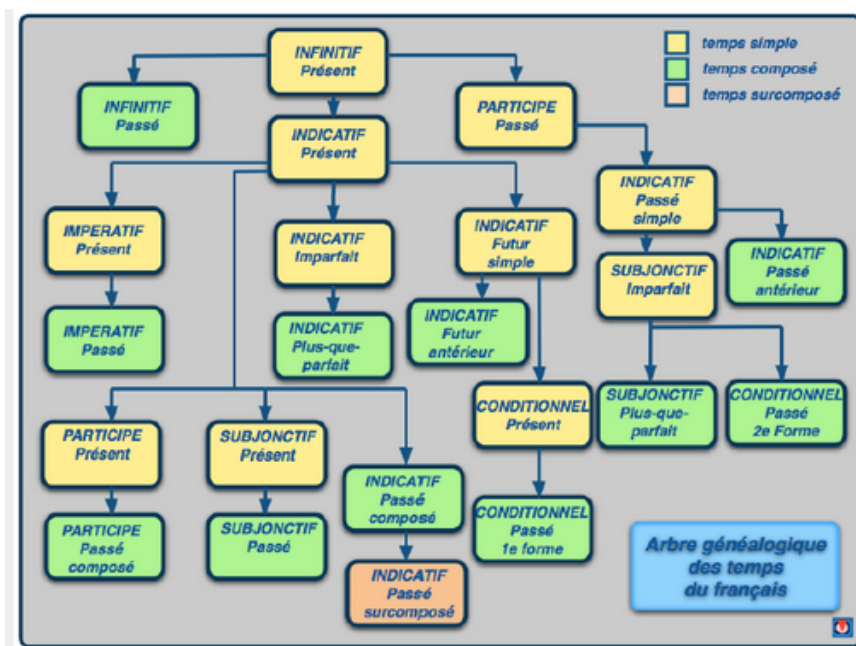 INFINITIF
Présent
temps simple
temps composé
temps surcomposé
INFINITIF
Passé
PARTICIPE
Passé
INDICATIF
Présent
INDICATIF
Passé
simple
IMPERATIF
Présent
INDICATIF
Imparfait
INDICATIF
Futur
simple
SUBJONCTIF
Imparfait
INDICATIF
Passé
antérieur
IMPERATIF
Passé
INDICATIF
Plus-que-
parfait
INDICATIF
Futur
antérieur
CONDITIONNEL
Présent
SUBJONCTIF
Plus-que-
parfait
CONDITIONNEL
Passé
2e Forme
PARTICIPE
Présent
SUBJONCTIF
Présent
INDICATIF
Passé
composé
CONDITIONNEL
Passé
1e forme
PARTICIPE
Passé
composé
SUBJONCTIF
Passé
INDICATIF
Passé
surcomposé
Arbre généalogique
des temps
du français